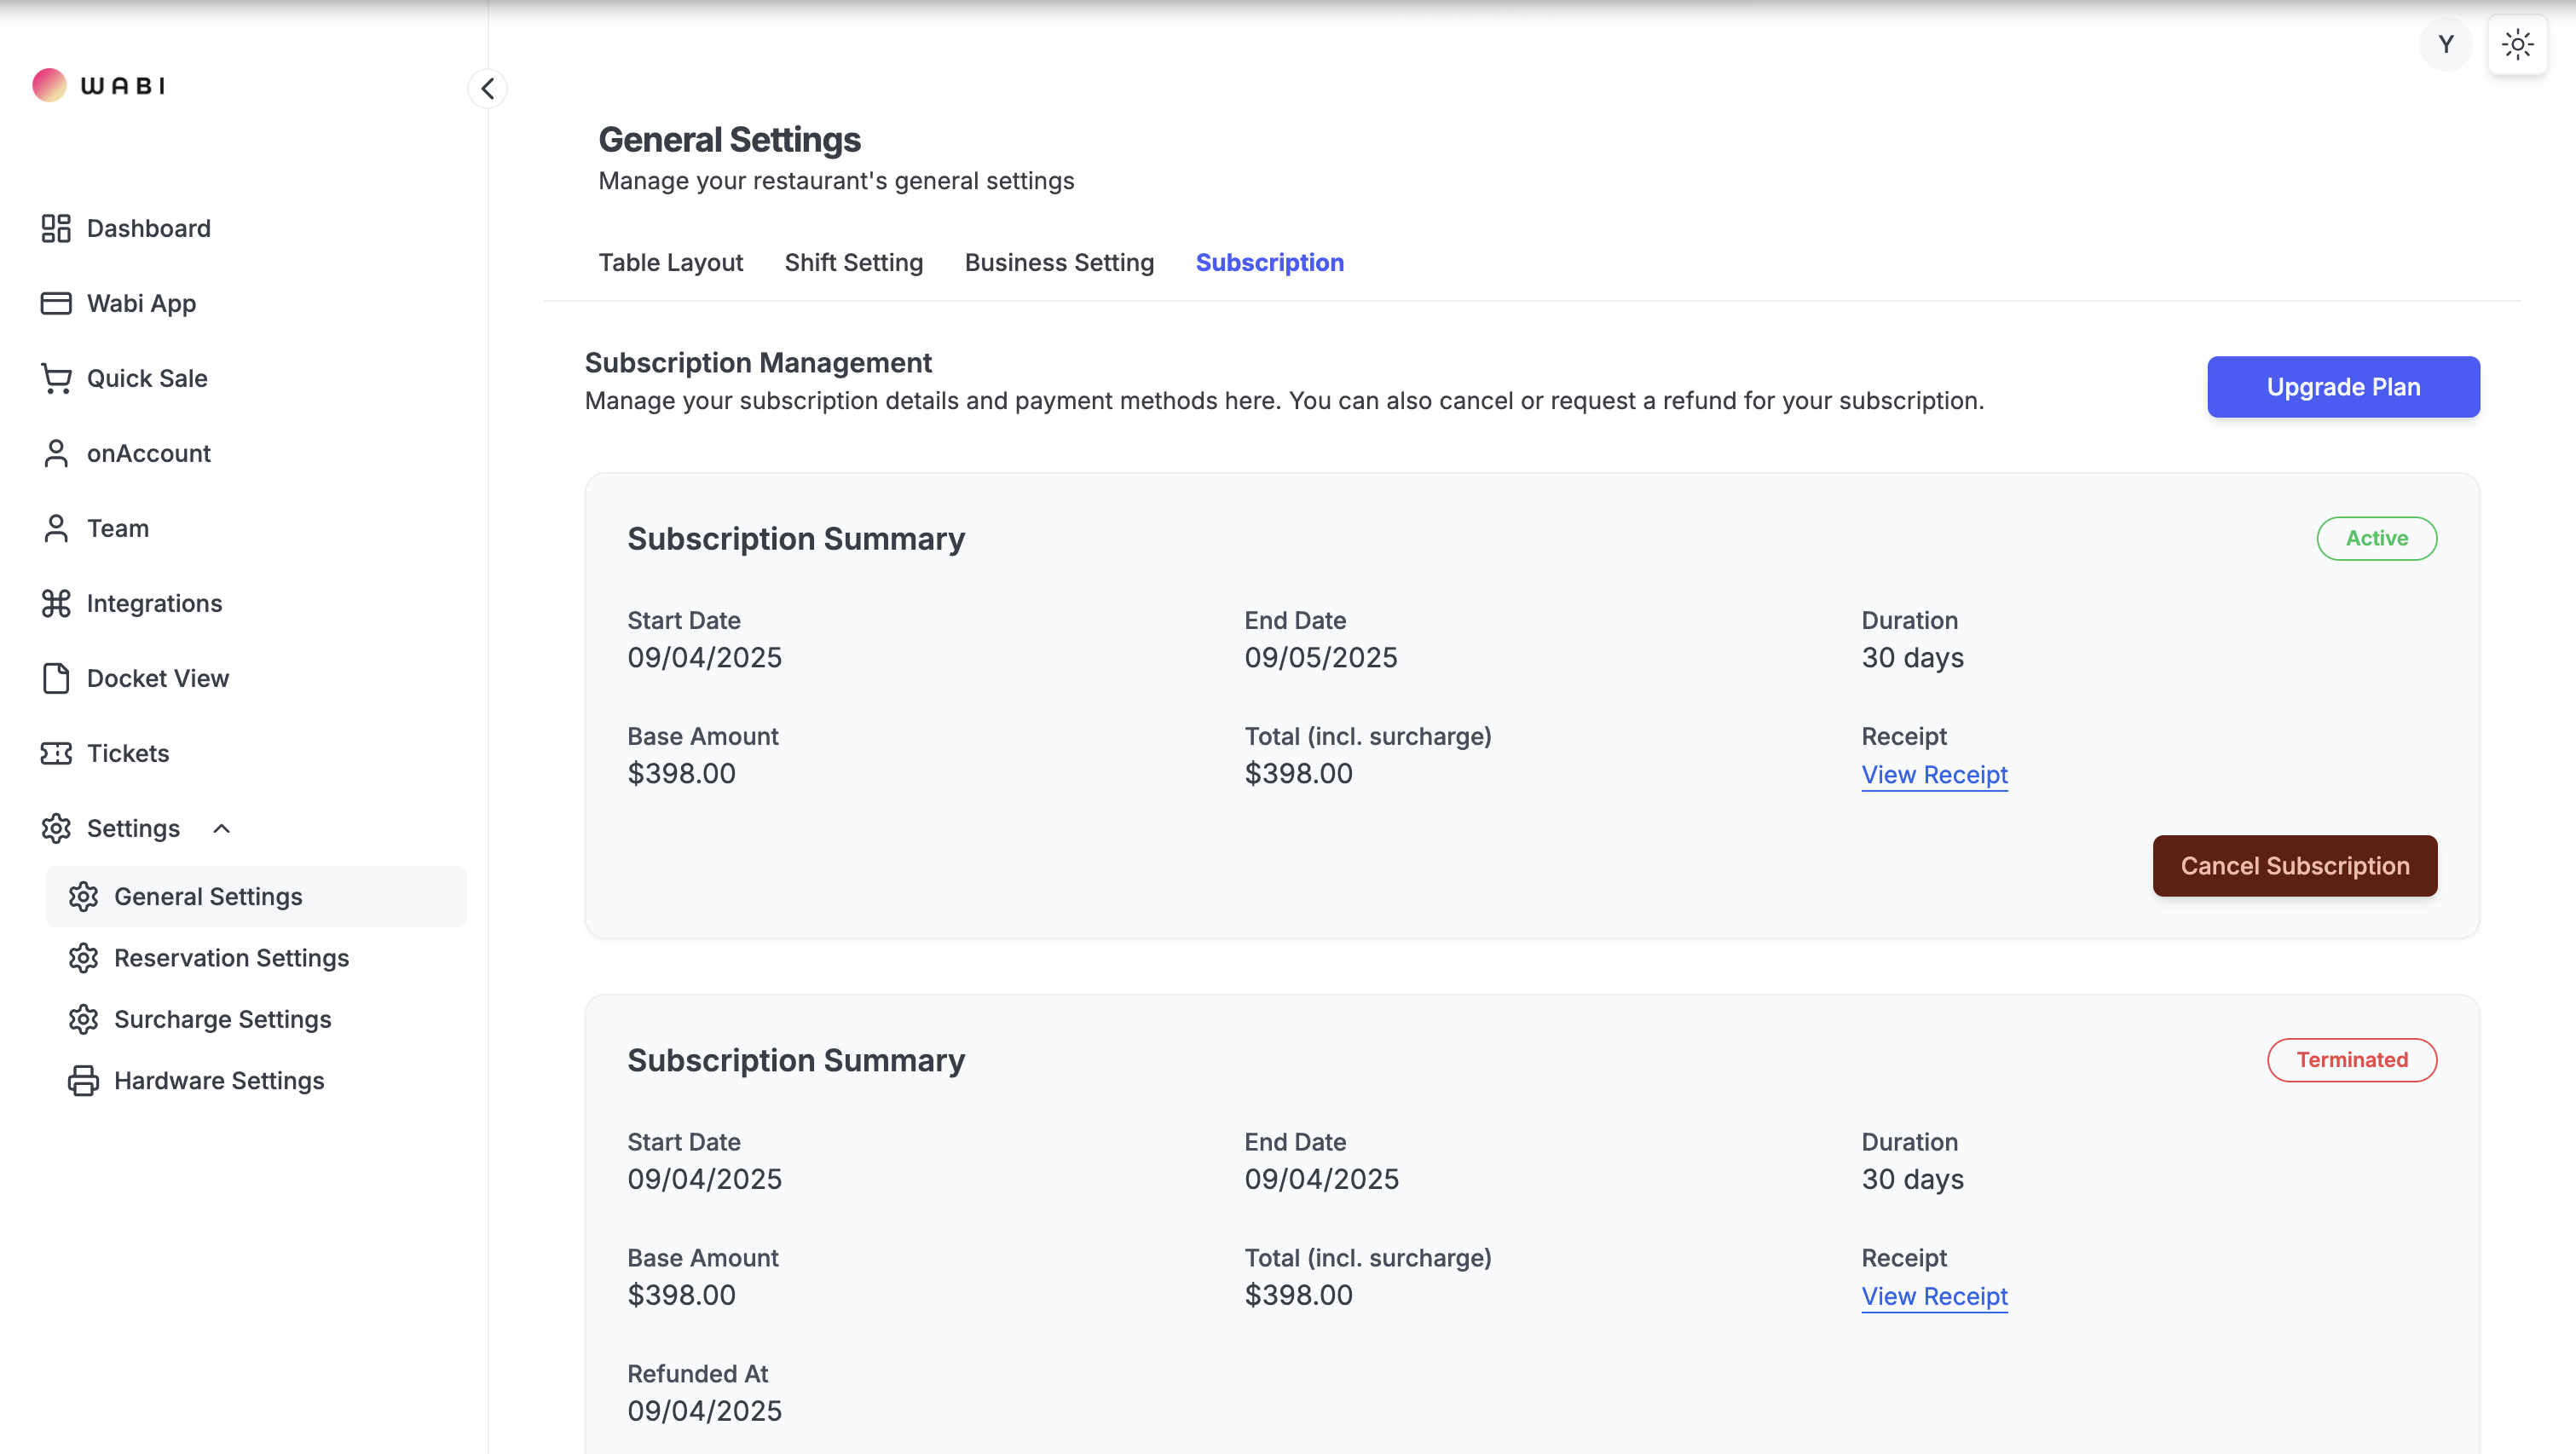 WABI
Y
Dashboard
Wabi App
Quick Sale
onAccount
Team
Integrations
Docket View
Tickets
Settings
General Settings
Reservation Settings
Surcharge Settings
Hardware Settings
General Settings
Manage your restaurant's general settings
Table Layout Shift Setting Business Setting Subscription
Subscription Management
Manage your subscription details and payment methods here. You can also cancel or request a refund for your subscription.
Upgrade Plan
Subscription Summary
Active
Start Date End Date Duration
09/04/2025 09/05/2025 30 days
Base Amount Total (incl. surcharge) Receipt
$398.00 $398.00 View Receipt
Cancel Subscription
Subscription Summary
Terminated
Start Date End Date Duration
09/04/2025 09/04/2025 30 days
Base Amount Total (incl. surcharge) Receipt
$398.00 $398.00 View Receipt
Refunded At
09/04/2025